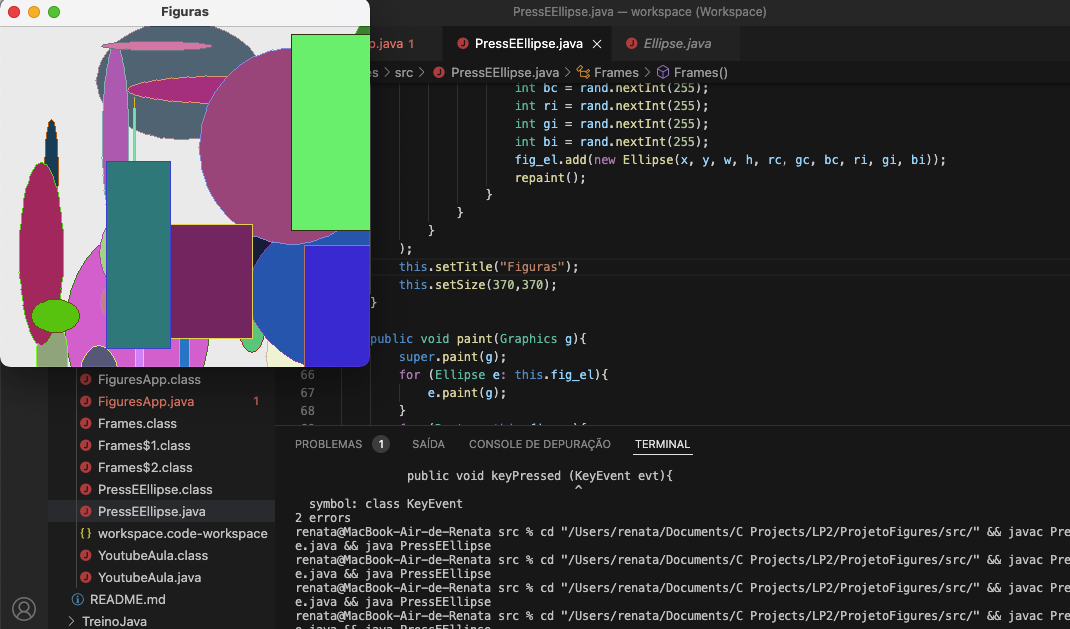 Figuras
PressEEllipse.java — workspace (Workspace)
o.java 1
PressEEllipse.java
Ellipse.java
es > src > PressEEllipse.java > Frames > Frames()
int bc = rand.nextInt(255);
int ri = rand.nextInt(255);
int gi = rand.nextInt(255);
int bi = rand.nextInt(255);
fig_el.add(new Ellipse(x, y, w, h, rc, gc, bc, ri, gi, bi));
repaint();
}
}
}
);
this.setTitle("Figuras");
this.setSize(370,370);
}
public void paint(Graphics g){
super.paint(g);
66 for (Ellipse e: this.fig_el){
67 e.paint(g);
68 }
FiguresApp.class
FiguresApp.java 1
Frames.class
Frames$1.class
Frames$2.class
PressEEllipse.class
PressEEllipse.java
{} workspace.code-workspace
YoutubeAula.class
YoutubeAula.java
README.md
> TreinoJava
PROBLEMAS 1 SAÍDA CONSOLE DE DEPURAÇÃO TERMINAL
public void keyPressed (KeyEvent evt){
^
symbol: class KeyEvent
2 errors
renata@MacBook-Air-de-Renata src % cd "/Users/renata/Documents/C Projects/LP2/ProjetoFigures/src/" && javac Pre
e.java && java PressEEllipse
renata@MacBook-Air-de-Renata src % cd "/Users/renata/Documents/C Projects/LP2/ProjetoFigures/src/" && javac Pre
e.java && java PressEEllipse
renata@MacBook-Air-de-Renata src % cd "/Users/renata/Documents/C Projects/LP2/ProjetoFigures/src/" && javac Pre
e.java && java PressEEllipse
renata@MacBook-Air-de-Renata src % cd "/Users/renata/Documents/C Projects/LP2/ProjetoFigures/src/" && javac Pre
e.java && java PressEEllipse